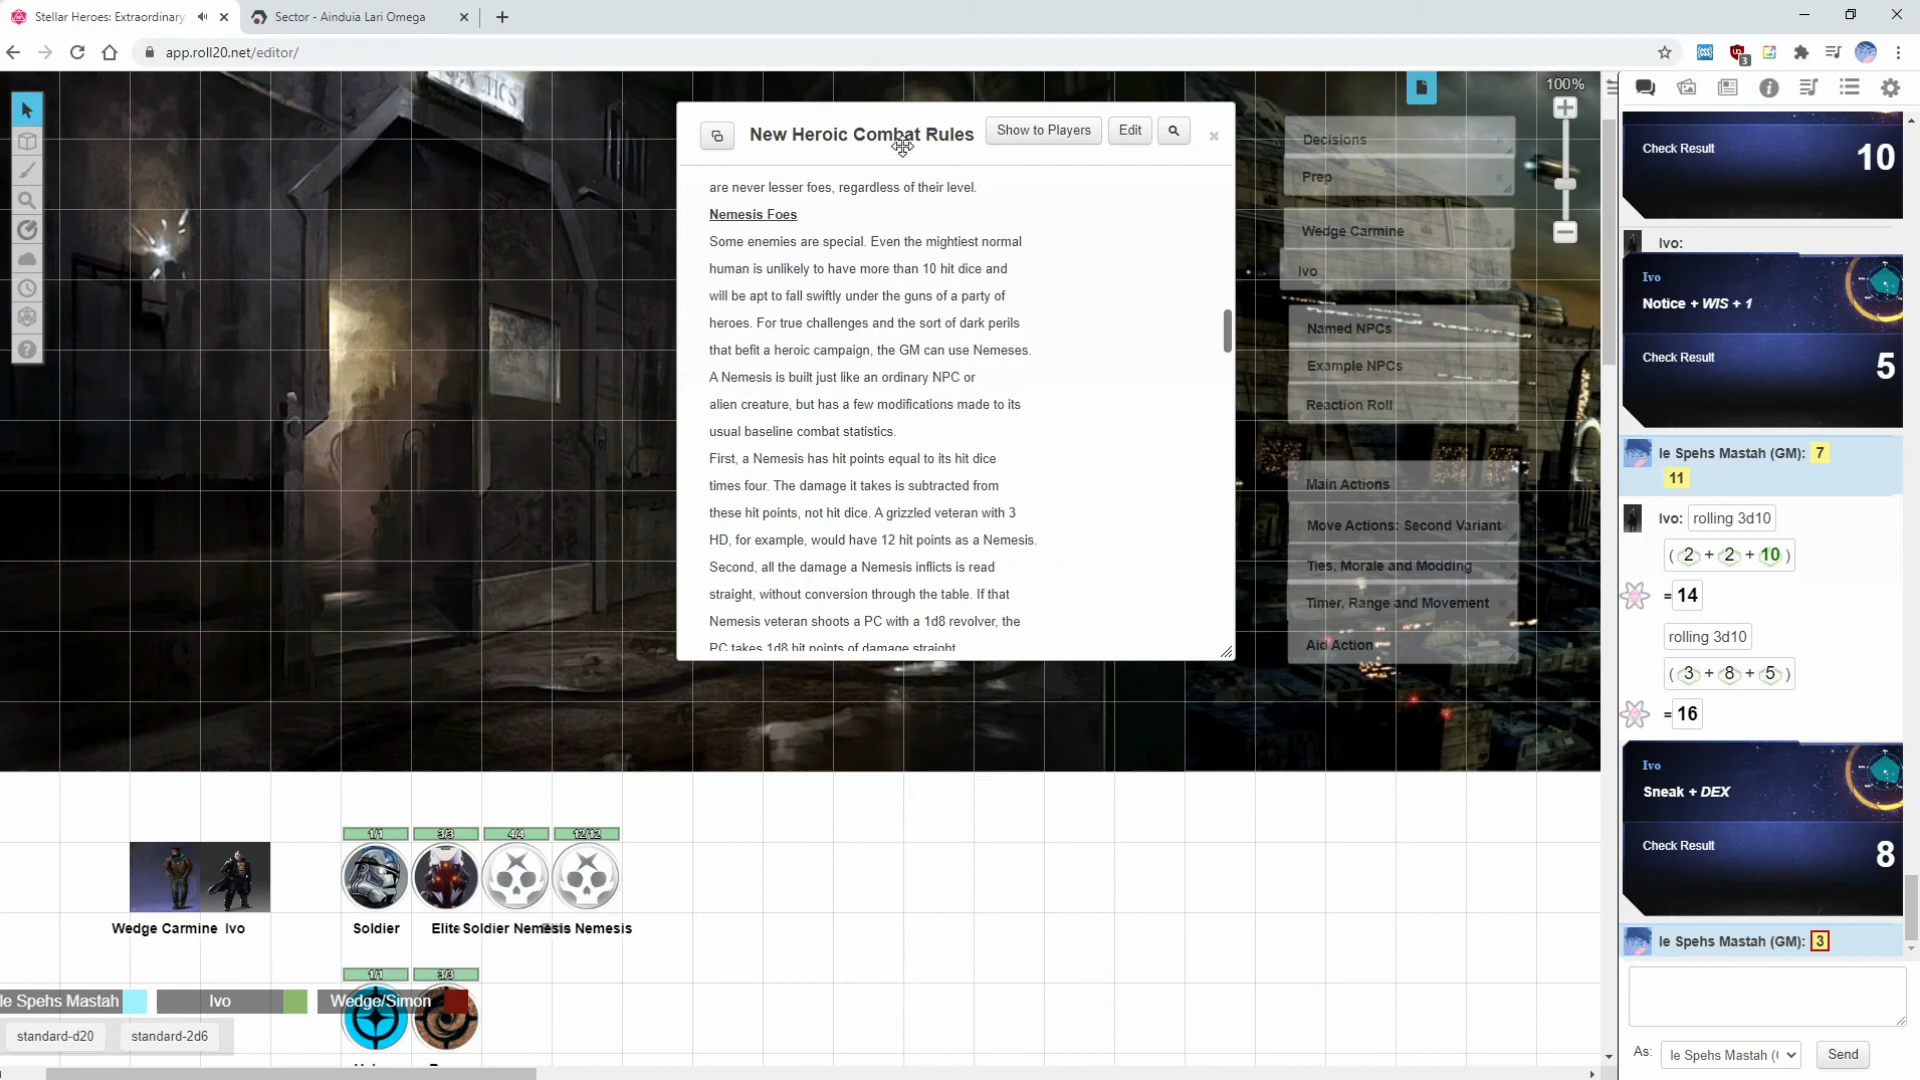 Stellar Heroes: Extraordinary
Sector - Ainduia Lari Omega
app.roll20.net/editor/
3
100%
New Heroic Combat Rules
Show to Players
Edit
are never lesser foes, regardless of their level.
Nemesis Foes
Some enemies are special. Even the mightiest normal
human is unlikely to have more than 10 hit dice and
will be apt to fall swiftly under the guns of a party of
heroes. For true challenges and the sort of dark perils
that befit a heroic campaign, the GM can use Nemeses.
A Nemesis is built just like an ordinary NPC or
alien creature, but has a few modifications made to its
usual baseline combat statistics.
First, a Nemesis has hit points equal to its hit dice
times four. The damage it takes is subtracted from
these hit points, not hit dice. A grizzled veteran with 3
HD, for example, would have 12 hit points as a Nemesis.
Second, all the damage a Nemesis inflicts is read
straight, without conversion through the table. If that
Nemesis veteran shoots a PC with a 1d8 revolver, the
PC takes 1d8 hit points of damage straight
Decisions
Prep
Wedge Carmine
Ivo
Named NPCs
Example NPCs
Reaction Roll
Main Actions
Move Actions: Second Variant
Ties, Morale and Modding
Timer, Range and Movement
Aid Action
1/1
3/3
4/4
12/12
Wedge Carmine
Ivo
Soldier
Elite
Soldier Nemesis
Nemesis
1/1
3/3
le Spehs Mastah
Ivo
Wedge/Simon
standard-d20
standard-2d6
Check Result
10
Ivo:
Ivo
Notice + WIS + 1
Check Result
5
le Spehs Mastah (GM): 7
11
Ivo: rolling 3d10
(2 + 2 + 10)
= 14
rolling 3d10
(3 + 8 + 5)
= 16
Ivo
Sneak + DEX
Check Result
8
le Spehs Mastah (GM): 3
As:
le Spehs Mastah (
Send